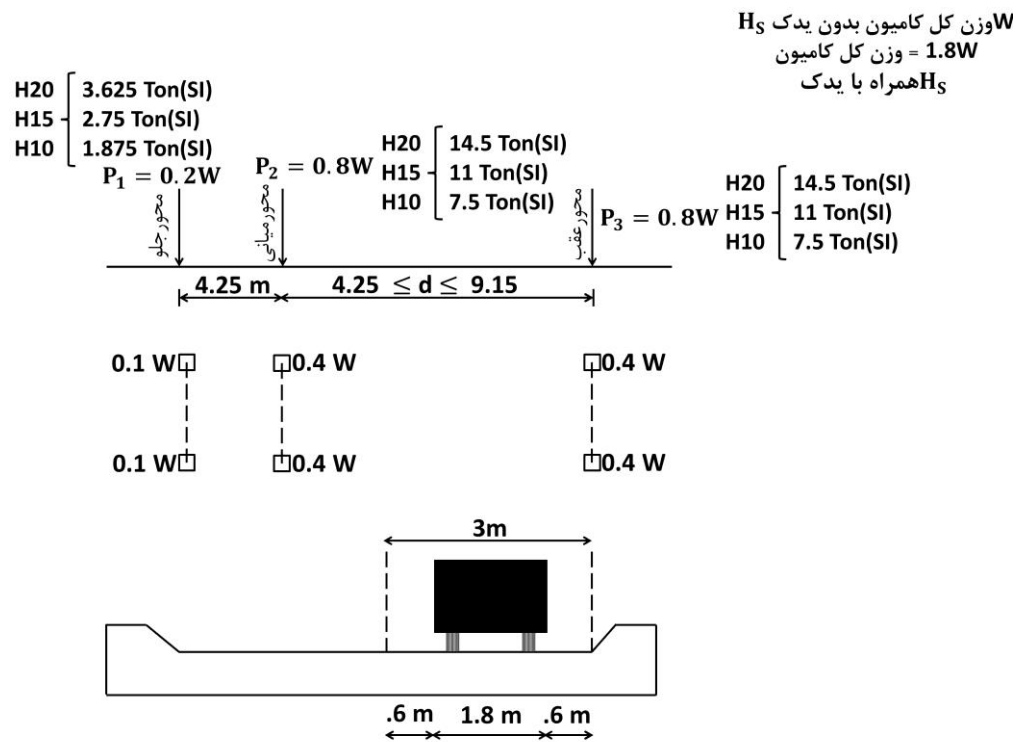 وزن کل کامیون بدون یدک Hs W
وزن کل کامیون = 1.8W
همراه با یدک Hs
H20 3.625 Ton(SI)
H15 2.75 Ton(SI)
H10 1.875 Ton(SI)
P₁ = 0.2W
محور جلو
P₂ = 0.8W
محور میانی
H20 14.5 Ton(SI)
H15 11 Ton(SI)
H10 7.5 Ton(SI)
محور عقب
P₃ = 0.8W
H20 14.5 Ton(SI)
H15 11 Ton(SI)
H10 7.5 Ton(SI)
4.25 m
4.25 ≤ d ≤ 9.15
0.1 W 0.4 W 0.4 W
0.1 W 0.4 W 0.4 W
3m
.6 m 1.8 m .6 m